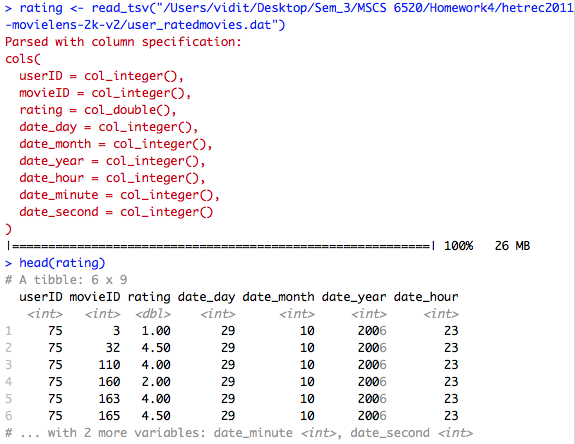 > rating <- read_tsv("/Users/vidit/Desktop/Sem_3/MSCS 6520/Homework4/hetrec2011
-movielens-2k-v2/user_ratedmovies.dat")
Parsed with column specification:
cols(
  userID = col_integer(),
  movieID = col_integer(),
  rating = col_double(),
  date_day = col_integer(),
  date_month = col_integer(),
  date_year = col_integer(),
  date_hour = col_integer(),
  date_minute = col_integer(),
  date_second = col_integer()
)
|==========================================================| 100%   26 MB
> head(rating)
# A tibble: 6 x 9
  userID movieID rating date_day date_month date_year date_hour
   <int>   <int>  <dbl>    <int>      <int>     <int>     <int>
1     75       3   1.00       29         10      2006        23
2     75      32   4.50       29         10      2006        23
3     75     110   4.00       29         10      2006        23
4     75     160   2.00       29         10      2006        23
5     75     163   4.00       29         10      2006        23
6     75     165   4.50       29         10      2006        23
# ... with 2 more variables: date_minute <int>, date_second <int>